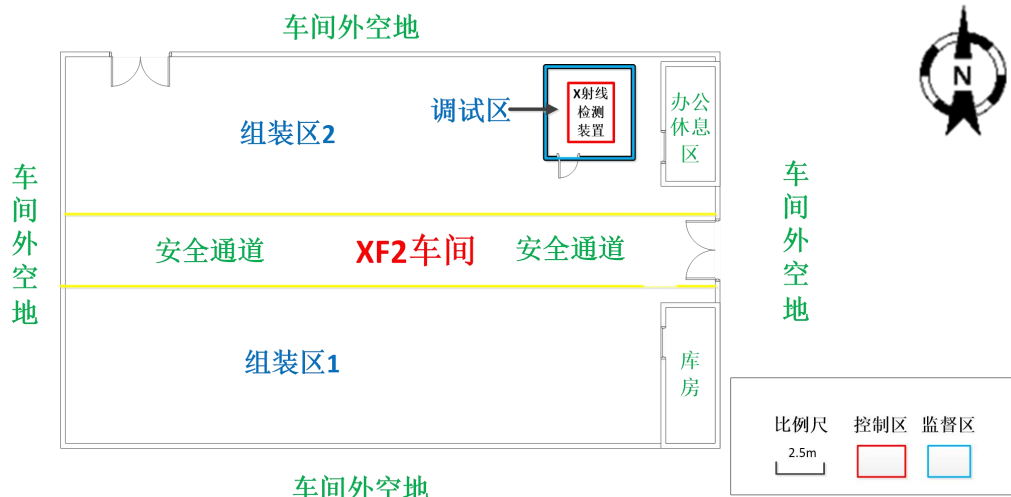 车间外空地
N
调试区
X射线
检测
装置
办公
休息
区
组装区2
车间外空地
车间外空地
安全通道
XF2车间
安全通道
组装区1
库房
比例尺
控制区
监督区
2.5m
车间外空地